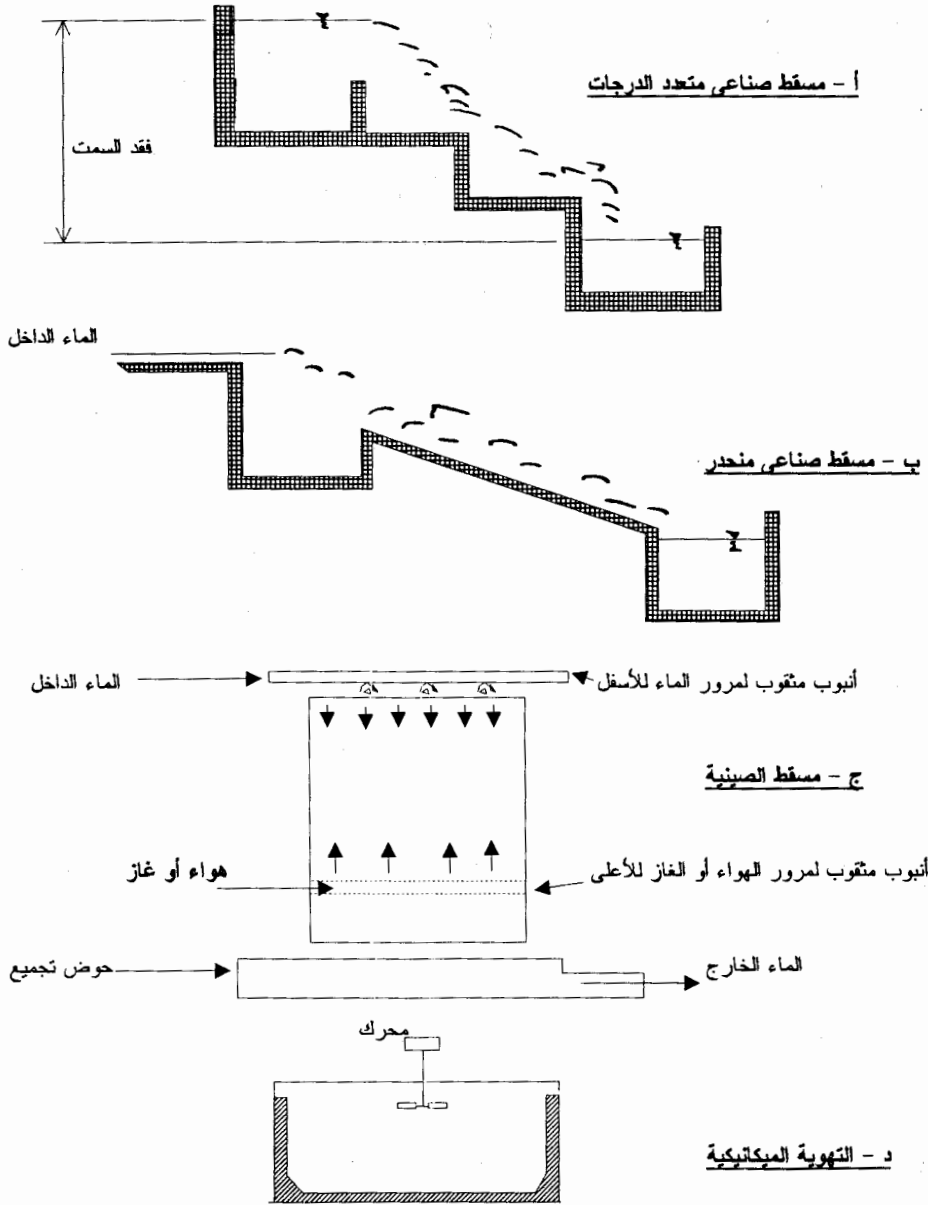 أ - مسقط صناعى متعدد الدرجات
فقد السمت
الماء الداخل
ب - مسقط صناعى منحدر
أنبوب مثقوب لمرور الماء للأسفل
الماء الداخل
ج - مسقط الصينية
أنبوب مثقوب لمرور الهواء أو الغاز للأعلى
هواء أو غاز
الماء الخارج
حوض تجميع
محرك
د - التهوية الميكانيكية